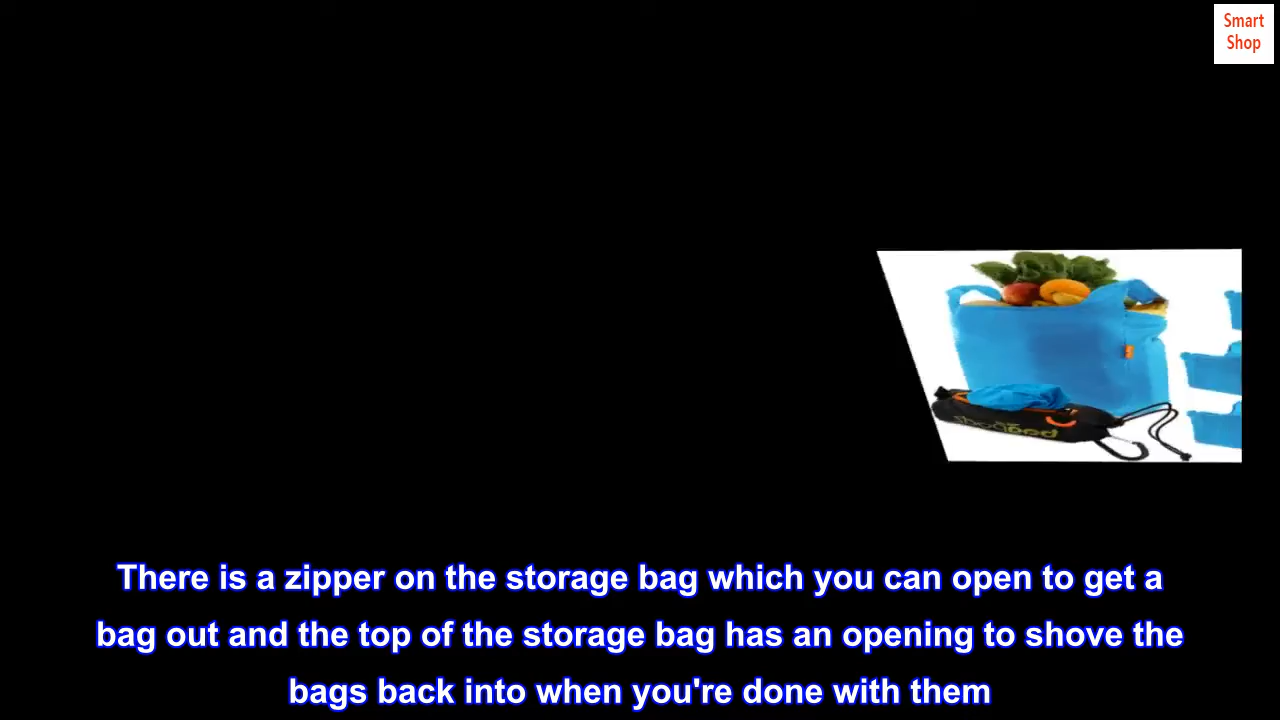 Smart
Shop
There is a zipper on the storage bag which you can open to get a
bag out and the top of the storage bag has an opening to shove the
bags back into when you're done with them